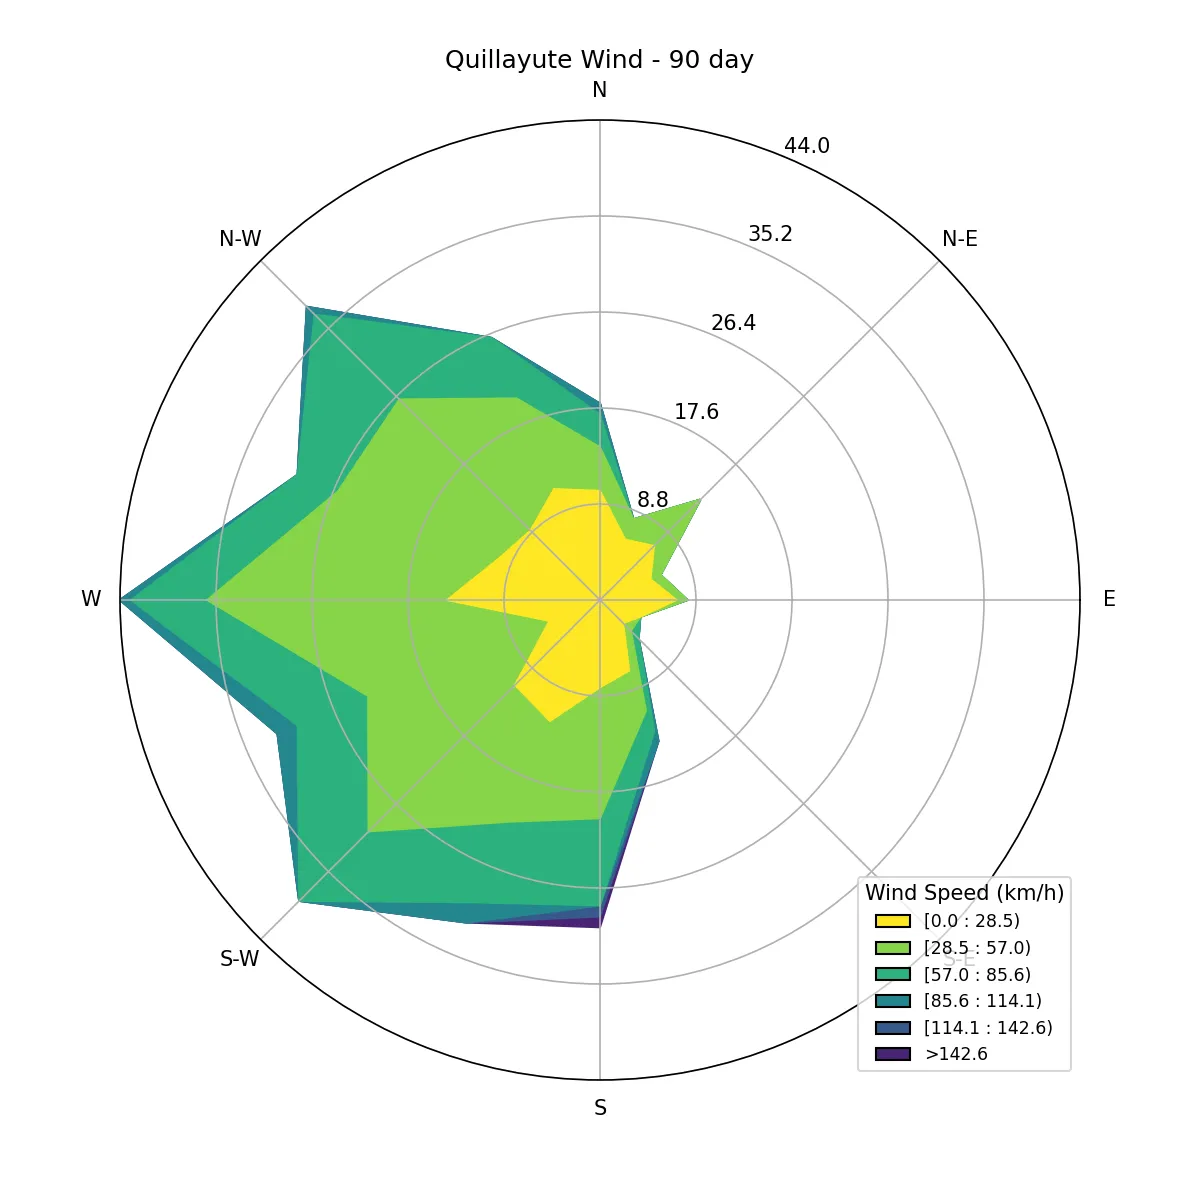 Quillayute Wind - 90 day
N
44.0
35.2
N-W
N-E
26.4
17.6
8.8
W
E
Wind Speed (km/h)
[0.0 : 28.5)
[28.5 : 57.0)
S-W
S-E
[57.0 : 85.6)
[85.6 : 114.1)
[114.1 : 142.6)
>142.6
S